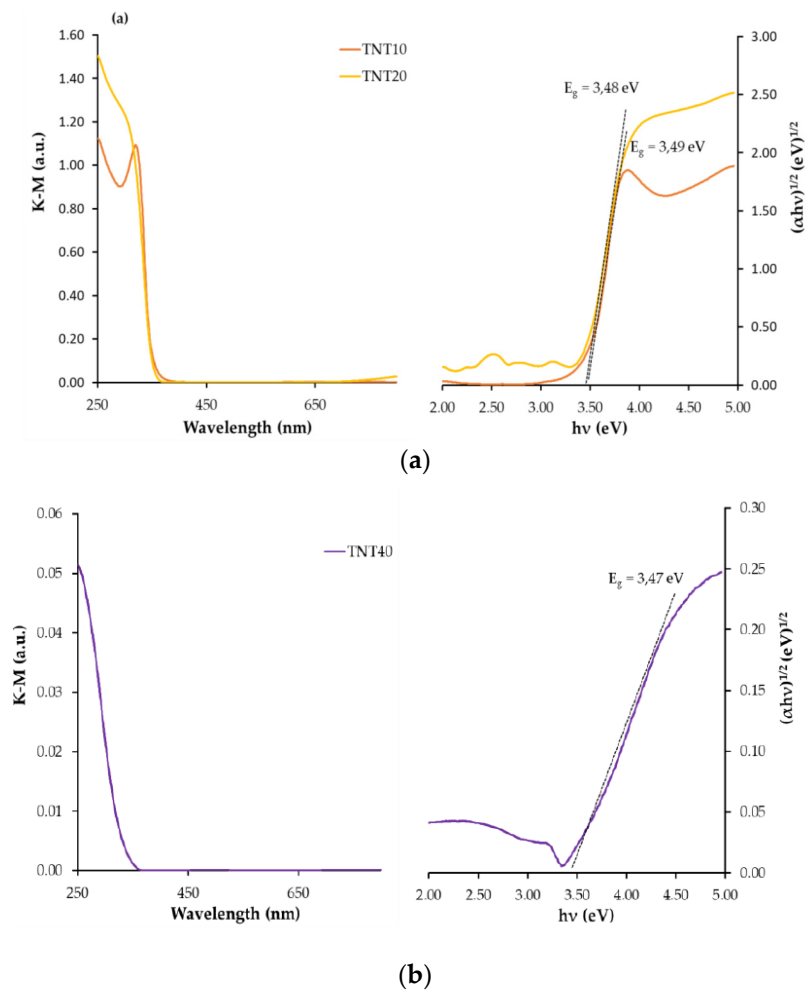 (a)
1.60
1.40
1.20
1.00
0.80
0.60
0.40
0.20
0.00
K-M (a.u.)
250
450
650
Wavelength (nm)
TNT10
TNT20
E_g = 3,48 eV
E_g = 3,49 eV
3.00
2.50
2.00
1.50
1.00
0.50
0.00
(αhν)^1/2 (eV)^1/2
2.00
2.50
3.00
3.50
4.00
4.50
5.00
hν (eV)
(a)
0.06
0.05
0.04
0.03
0.02
0.01
0.00
K-M (a.u.)
250
450
650
Wavelength (nm)
TNT40
E_g = 3,47 eV
0.30
0.25
0.20
0.15
0.10
0.05
0.00
(αhν)^1/2 (eV)^1/2
2.00
2.50
3.00
3.50
4.00
4.50
5.00
hν (eV)
(b)